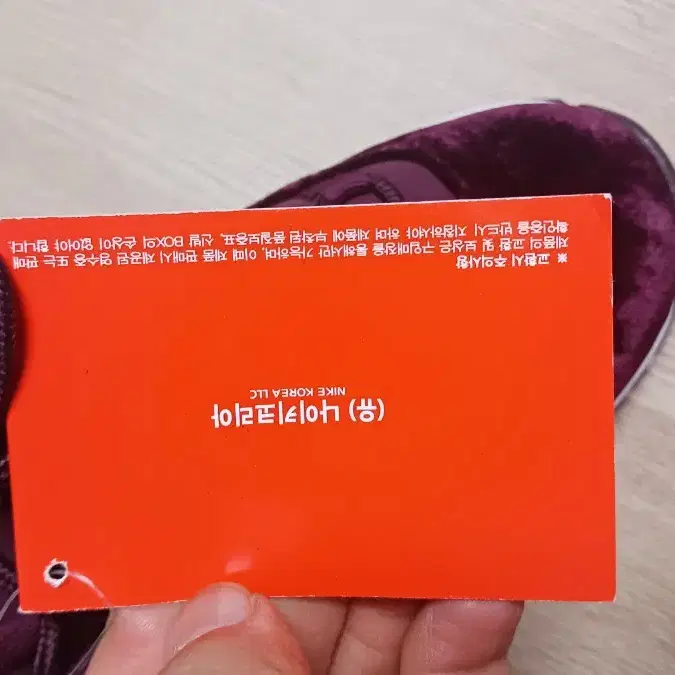 (유) 나이키코리아
NIKE KOREA LLC
※ 교환시 주의사항
제품의 교환 및 보상은 구입매장을 통해서만 가능하며, 이때, 제품 판매시 제공된 영수증 또는 판매
확인증을 반드시 지참하셔야 하며 제품에 부착된 품질보증표, 신발 BOX의 손상이 없어야 합니다.